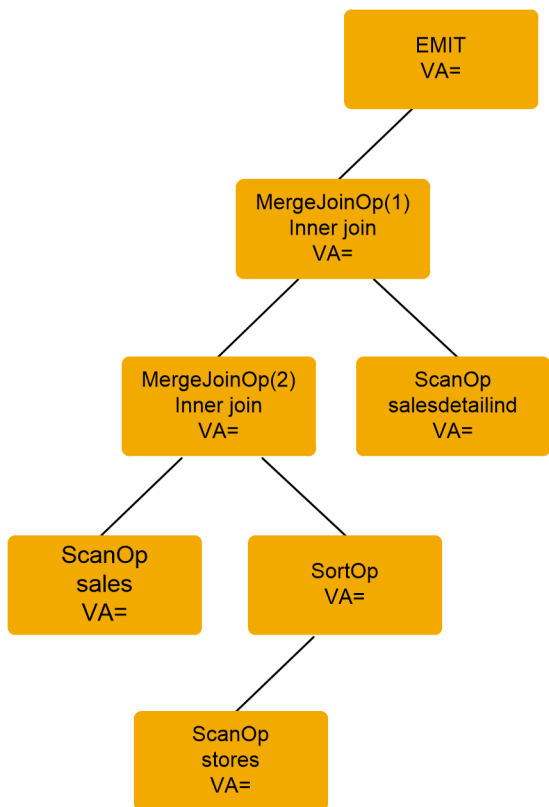 EMIT
VA=
MergeJoinOp(1)
Inner join
VA=
MergeJoinOp(2)
Inner join
VA=
ScanOp
salesdetailind
VA=
ScanOp
sales
VA=
SortOp
VA=
ScanOp
stores
VA=